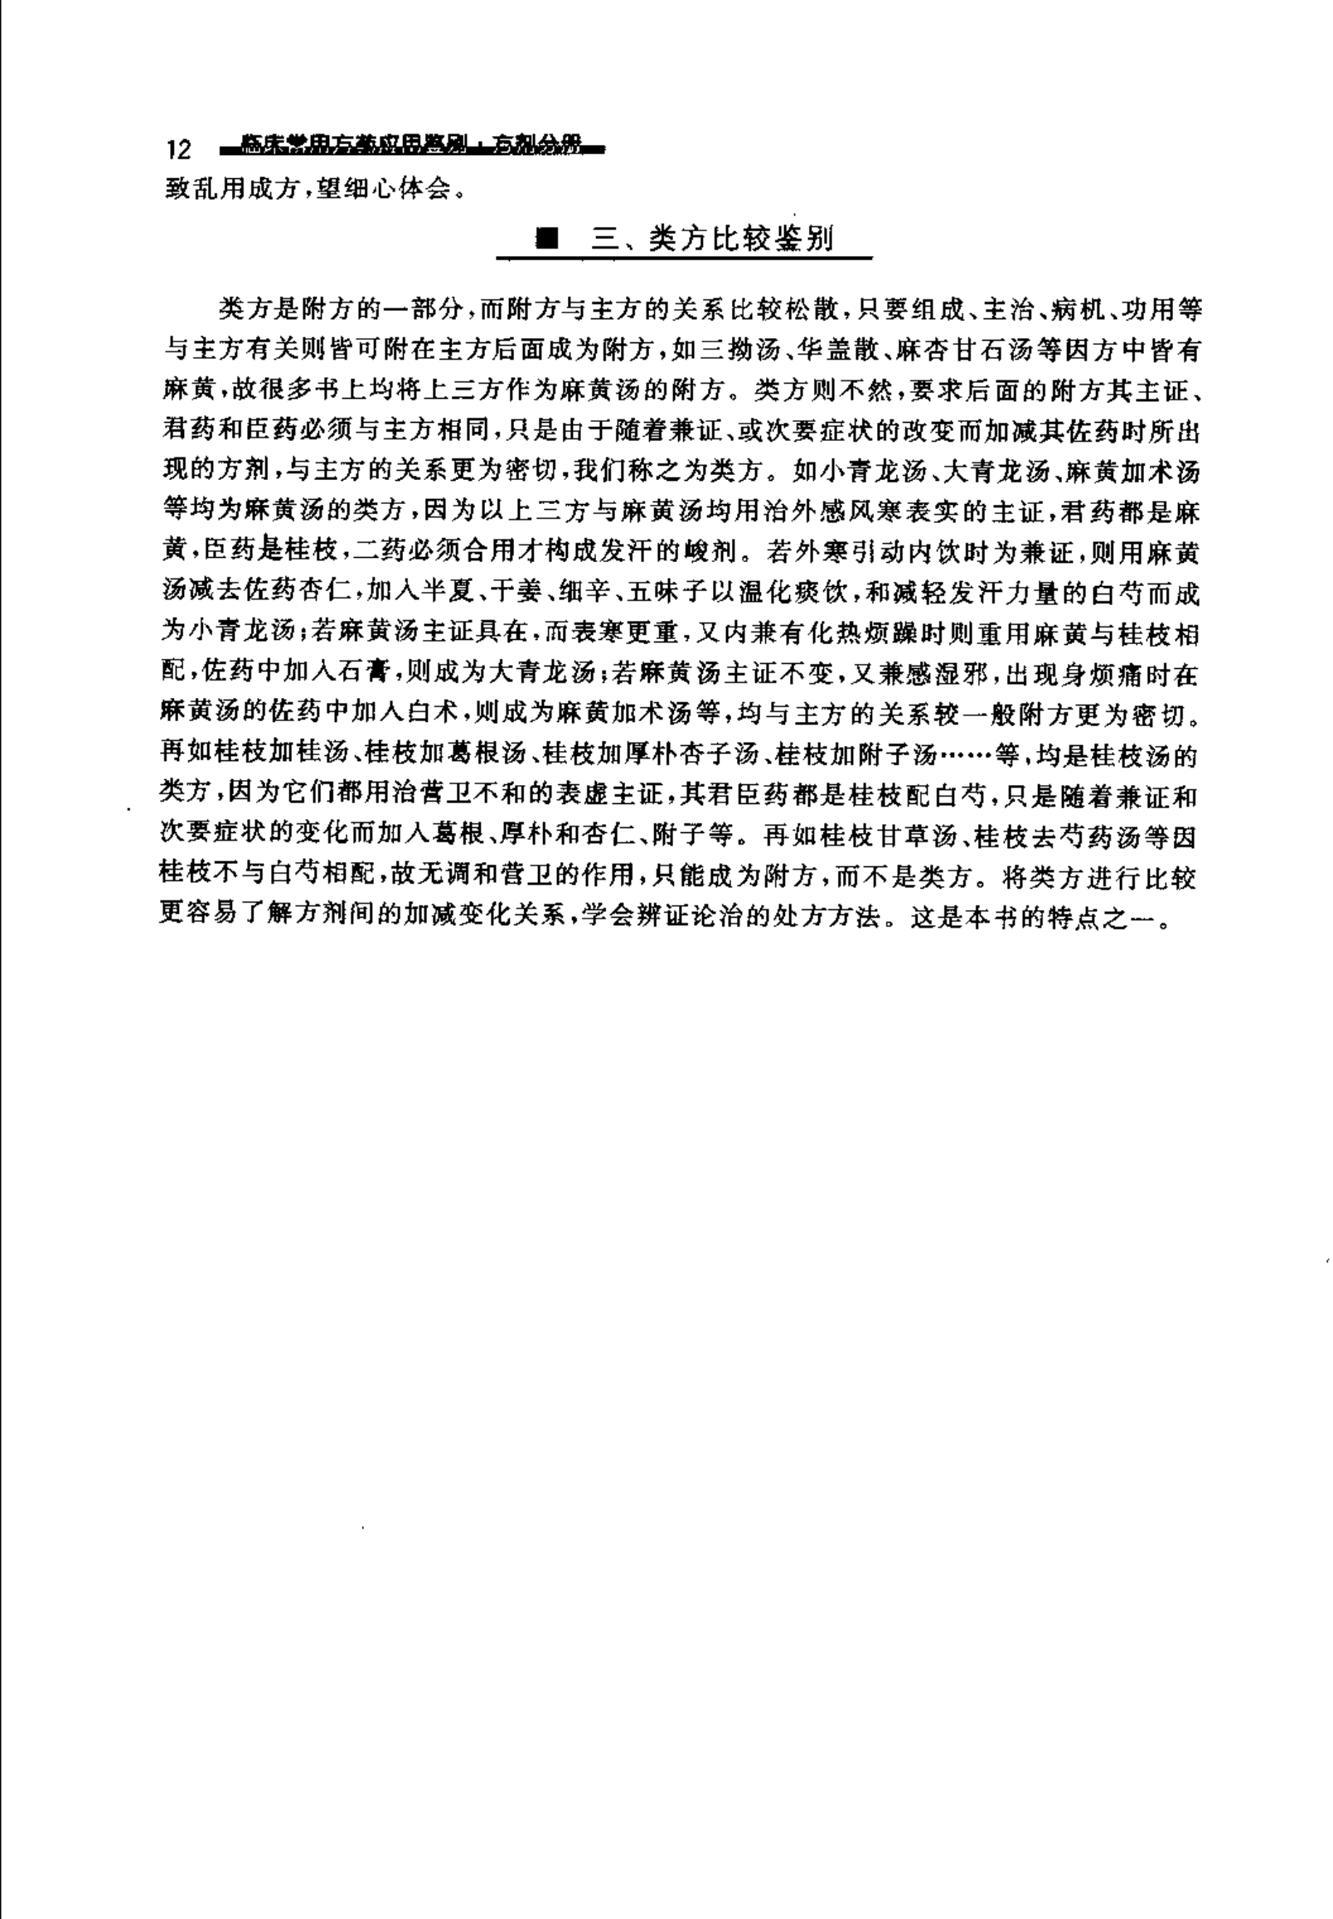 12 临床常用方药应用鉴别·方剂分册
致乱用成方，望细心体会。
■ 三、类方比较鉴别
类方是附方的一部分，而附方与主方的关系比较松散，只要组成、主治、病机、功用等
与主方有关则皆可附在主方后面成为附方，如三拗汤、华盖散、麻杏甘石汤等因方中皆有
麻黄，故很多书上均将上三方作为麻黄汤的附方。类方则不然，要求后面的附方其主证、
君药和臣药必须与主方相同，只是由于随着兼证、或次要症状的改变而加减其佐药时所出
现的方剂，与主方的关系更为密切，我们称之为类方。如小青龙汤、大青龙汤、麻黄加术汤
等均为麻黄汤的类方，因为以上三方与麻黄汤均用治外感风寒表实的主证，君药都是麻
黄，臣药是桂枝，二药必须合用才构成发汗的峻剂。若外寒引动内饮时为兼证，则用麻黄
汤减去佐药杏仁，加入半夏、干姜、细辛、五味子以温化痰饮，和减轻发汗力量的白芍而成
为小青龙汤；若麻黄汤主证具在，而表寒更重，又内兼有化热烦躁时则重用麻黄与桂枝相
配，佐药中加入石膏，则成为大青龙汤；若麻黄汤主证不变，又兼感湿邪，出现身烦痛时在
麻黄汤的佐药中加入白术，则成为麻黄加术汤等，均与主方的关系较一般附方更为密切。
再如桂枝加桂汤、桂枝加葛根汤、桂枝加厚朴杏子汤、桂枝加附子汤……等，均是桂枝汤的
类方，因为它们都用治营卫不和的表虚主证，其君臣药都是桂枝配白芍，只是随着兼证和
次要症状的变化而加入葛根、厚朴和杏仁、附子等。再如桂枝甘草汤、桂枝去芍药汤等因
桂枝不与白芍相配，故无调和营卫的作用，只能成为附方，而不是类方。将类方进行比较
更容易了解方剂间的加减变化关系，学会辨证论治的处方方法。这是本书的特点之一。